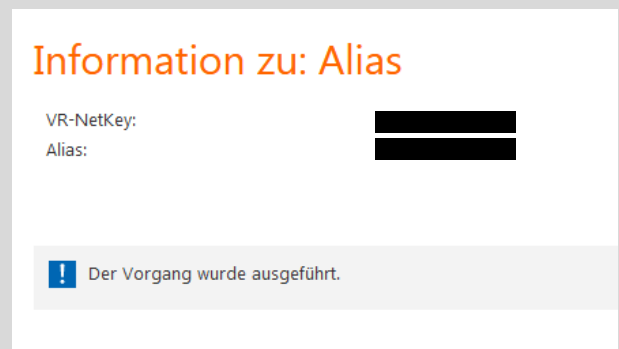 Information zu: Alias
VR-NetKey:
Alias:
! Der Vorgang wurde ausgeführt.